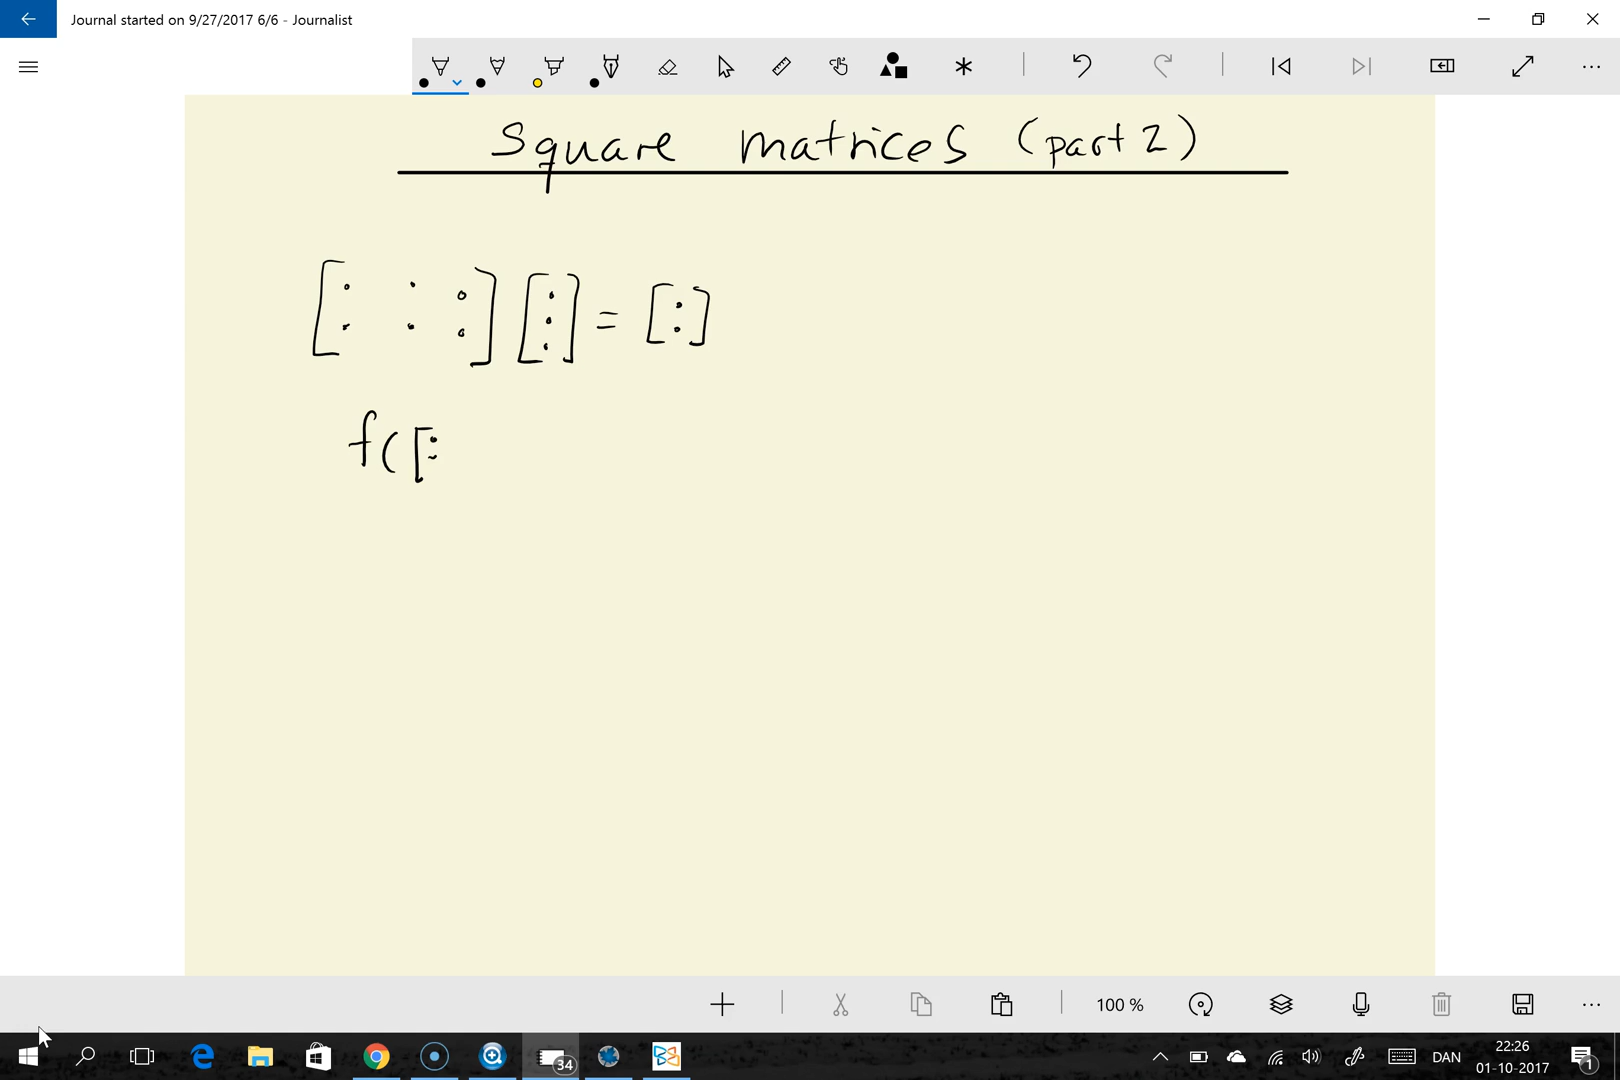 Journal started on 9/27/2017 6/6 - Journalist
Square matrices (part 2)
[: : :] [⋮] = [:]
f([:
100 %
34
DAN
22:26
01-10-2017
1